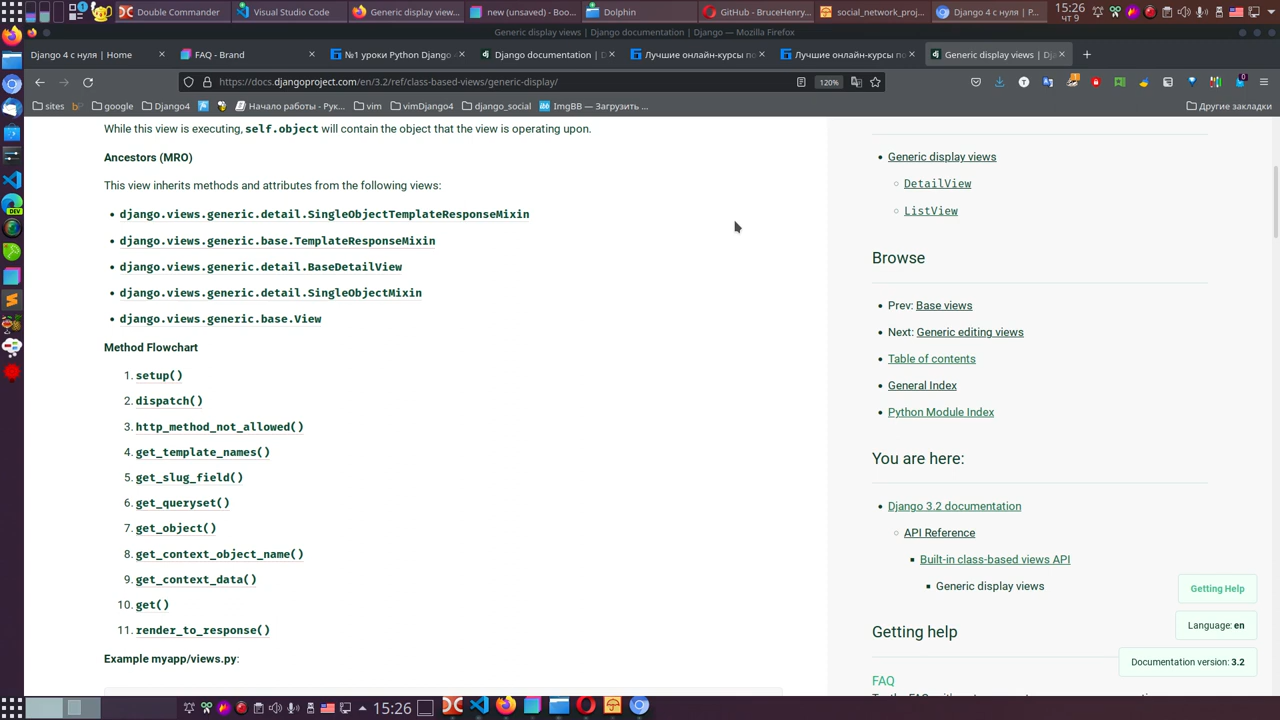 Double Commander
Visual Studio Code
Generic display view...
new (unsaved) - Boo...
Dolphin
GitHub - BruceHenry...
social_network_proj...
Django 4 с нуля | P...
15:26
ЧТ 9
Generic display views | Django documentation | Django — Mozilla Firefox
Django 4 с нуля | Home
FAQ - Brand
№1 уроки Python Django
Django documentation |
Лучшие онлайн-курсы по
Лучшие онлайн-курсы по
Generic display views | Dj
https://docs.djangoproject.com/en/3.2/ref/class-based-views/generic-display/
120%
sites
google
Django4
Начало работы - Рук...
vim
vimDjango4
django_social
ibb
ImgBB — Загрузить ...
Другие закладки
While this view is executing, self.object will contain the object that the view is operating upon.
Ancestors (MRO)
This view inherits methods and attributes from the following views:
• django.views.generic.detail.SingleObjectTemplateResponseMixin
• django.views.generic.base.TemplateResponseMixin
• django.views.generic.detail.BaseDetailView
• django.views.generic.detail.SingleObjectMixin
• django.views.generic.base.View
Method Flowchart
1. setup()
2. dispatch()
3. http_method_not_allowed()
4. get_template_names()
5. get_slug_field()
6. get_queryset()
7. get_object()
8. get_context_object_name()
9. get_context_data()
10. get()
11. render_to_response()
Example myapp/views.py:
• Generic display views
○ DetailView
○ ListView
Browse
• Prev: Base views
• Next: Generic editing views
• Table of contents
• General Index
• Python Module Index
You are here:
• Django 3.2 documentation
○ API Reference
▪ Built-in class-based views API
▪ Generic display views
Getting Help
Language: en
Getting help
Documentation version: 3.2
FAQ
DEV
15:26